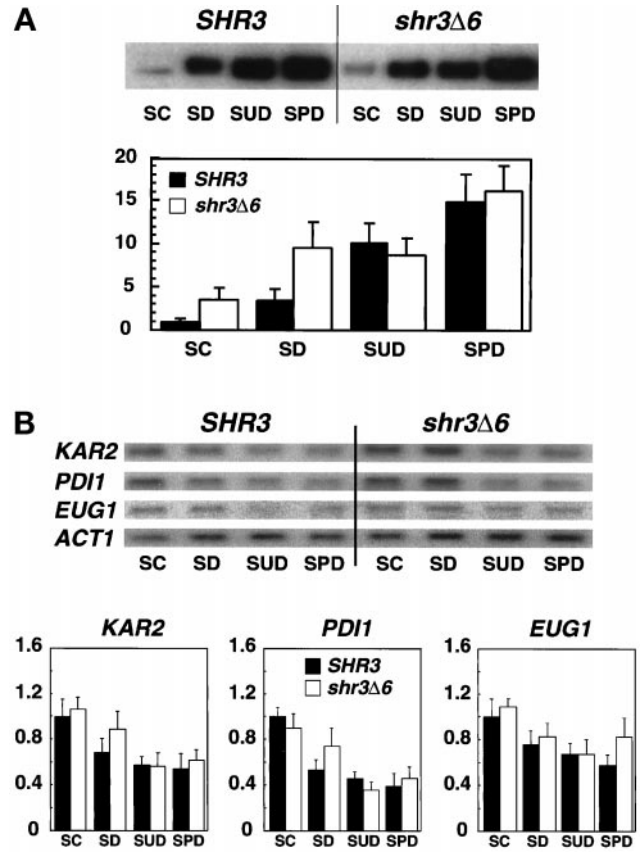 A
SHR3 shr3Δ6
SC SD SUD SPD SC SD SUD SPD
20
15
10
5
0
SHR3
shr3Δ6
SC SD SUD SPD
B
SHR3 shr3Δ6
KAR2
PDI1
EUG1
ACT1
SC SD SUD SPD SC SD SUD SPD
KAR2 PDI1 EUG1
1.6 1.6 1.6
SHR3
shr3Δ6
1.2 1.2 1.2
0.8 0.8 0.8
0.4 0.4 0.4
0 0 0
SC SD SUD SPD SC SD SUD SPD SC SD SUD SPD